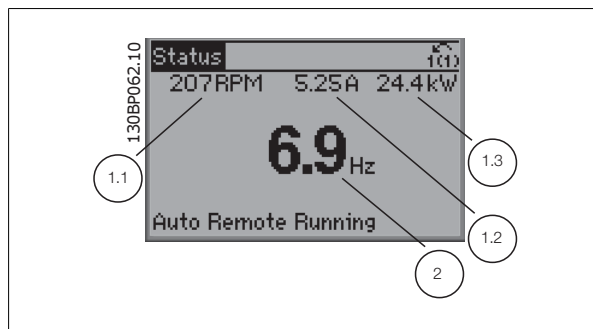 130BP062.10
Status 1(1)
207RPM 5.25A 24.4kW
1.1
6.9Hz
1.3
1.2
Auto Remote Running
2